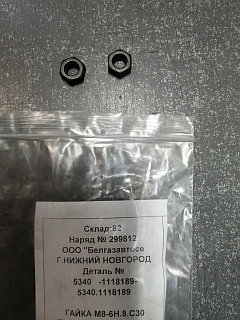 Склад:82
Наряд № 299812
ООО "Белгазавтосе
Г.НИЖНИЙ НОВГОРОД
Деталь №
5340 -1118189-
5340.1118189
ГАЙКА М8-6Н.8.С30